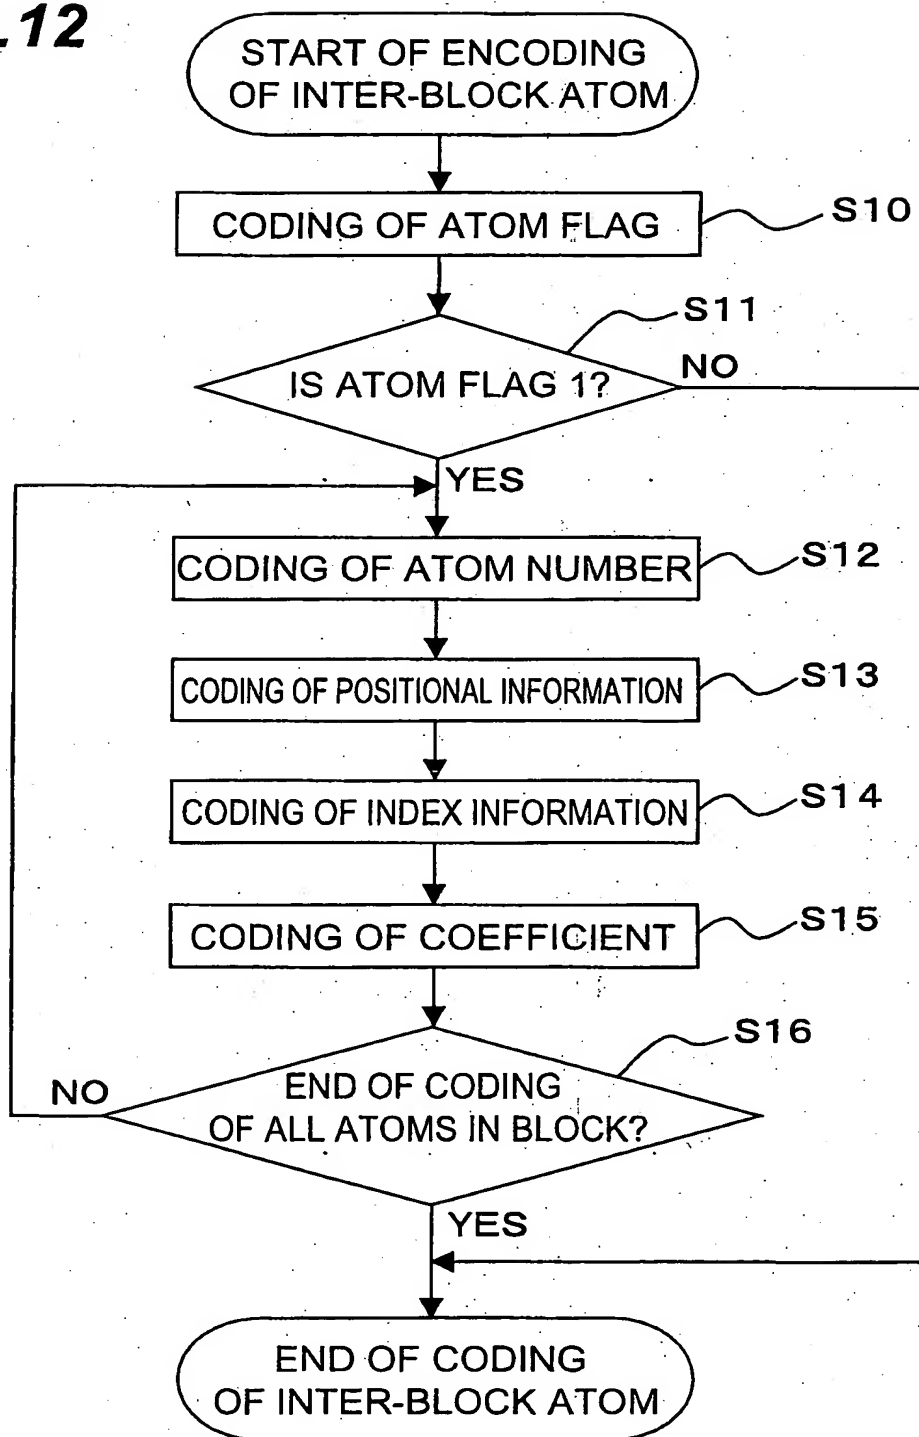 .12
START OF ENCODING
OF INTER-BLOCK ATOM
CODING OF ATOM FLAG
S10
S11
IS ATOM FLAG 1?
NO
YES
CODING OF ATOM NUMBER
S12
CODING OF POSITIONAL INFORMATION
S13
CODING OF INDEX INFORMATION
S14
CODING OF COEFFICIENT
S15
S16
NO
END OF CODING
OF ALL ATOMS IN BLOCK?
YES
END OF CODING
OF INTER-BLOCK ATOM